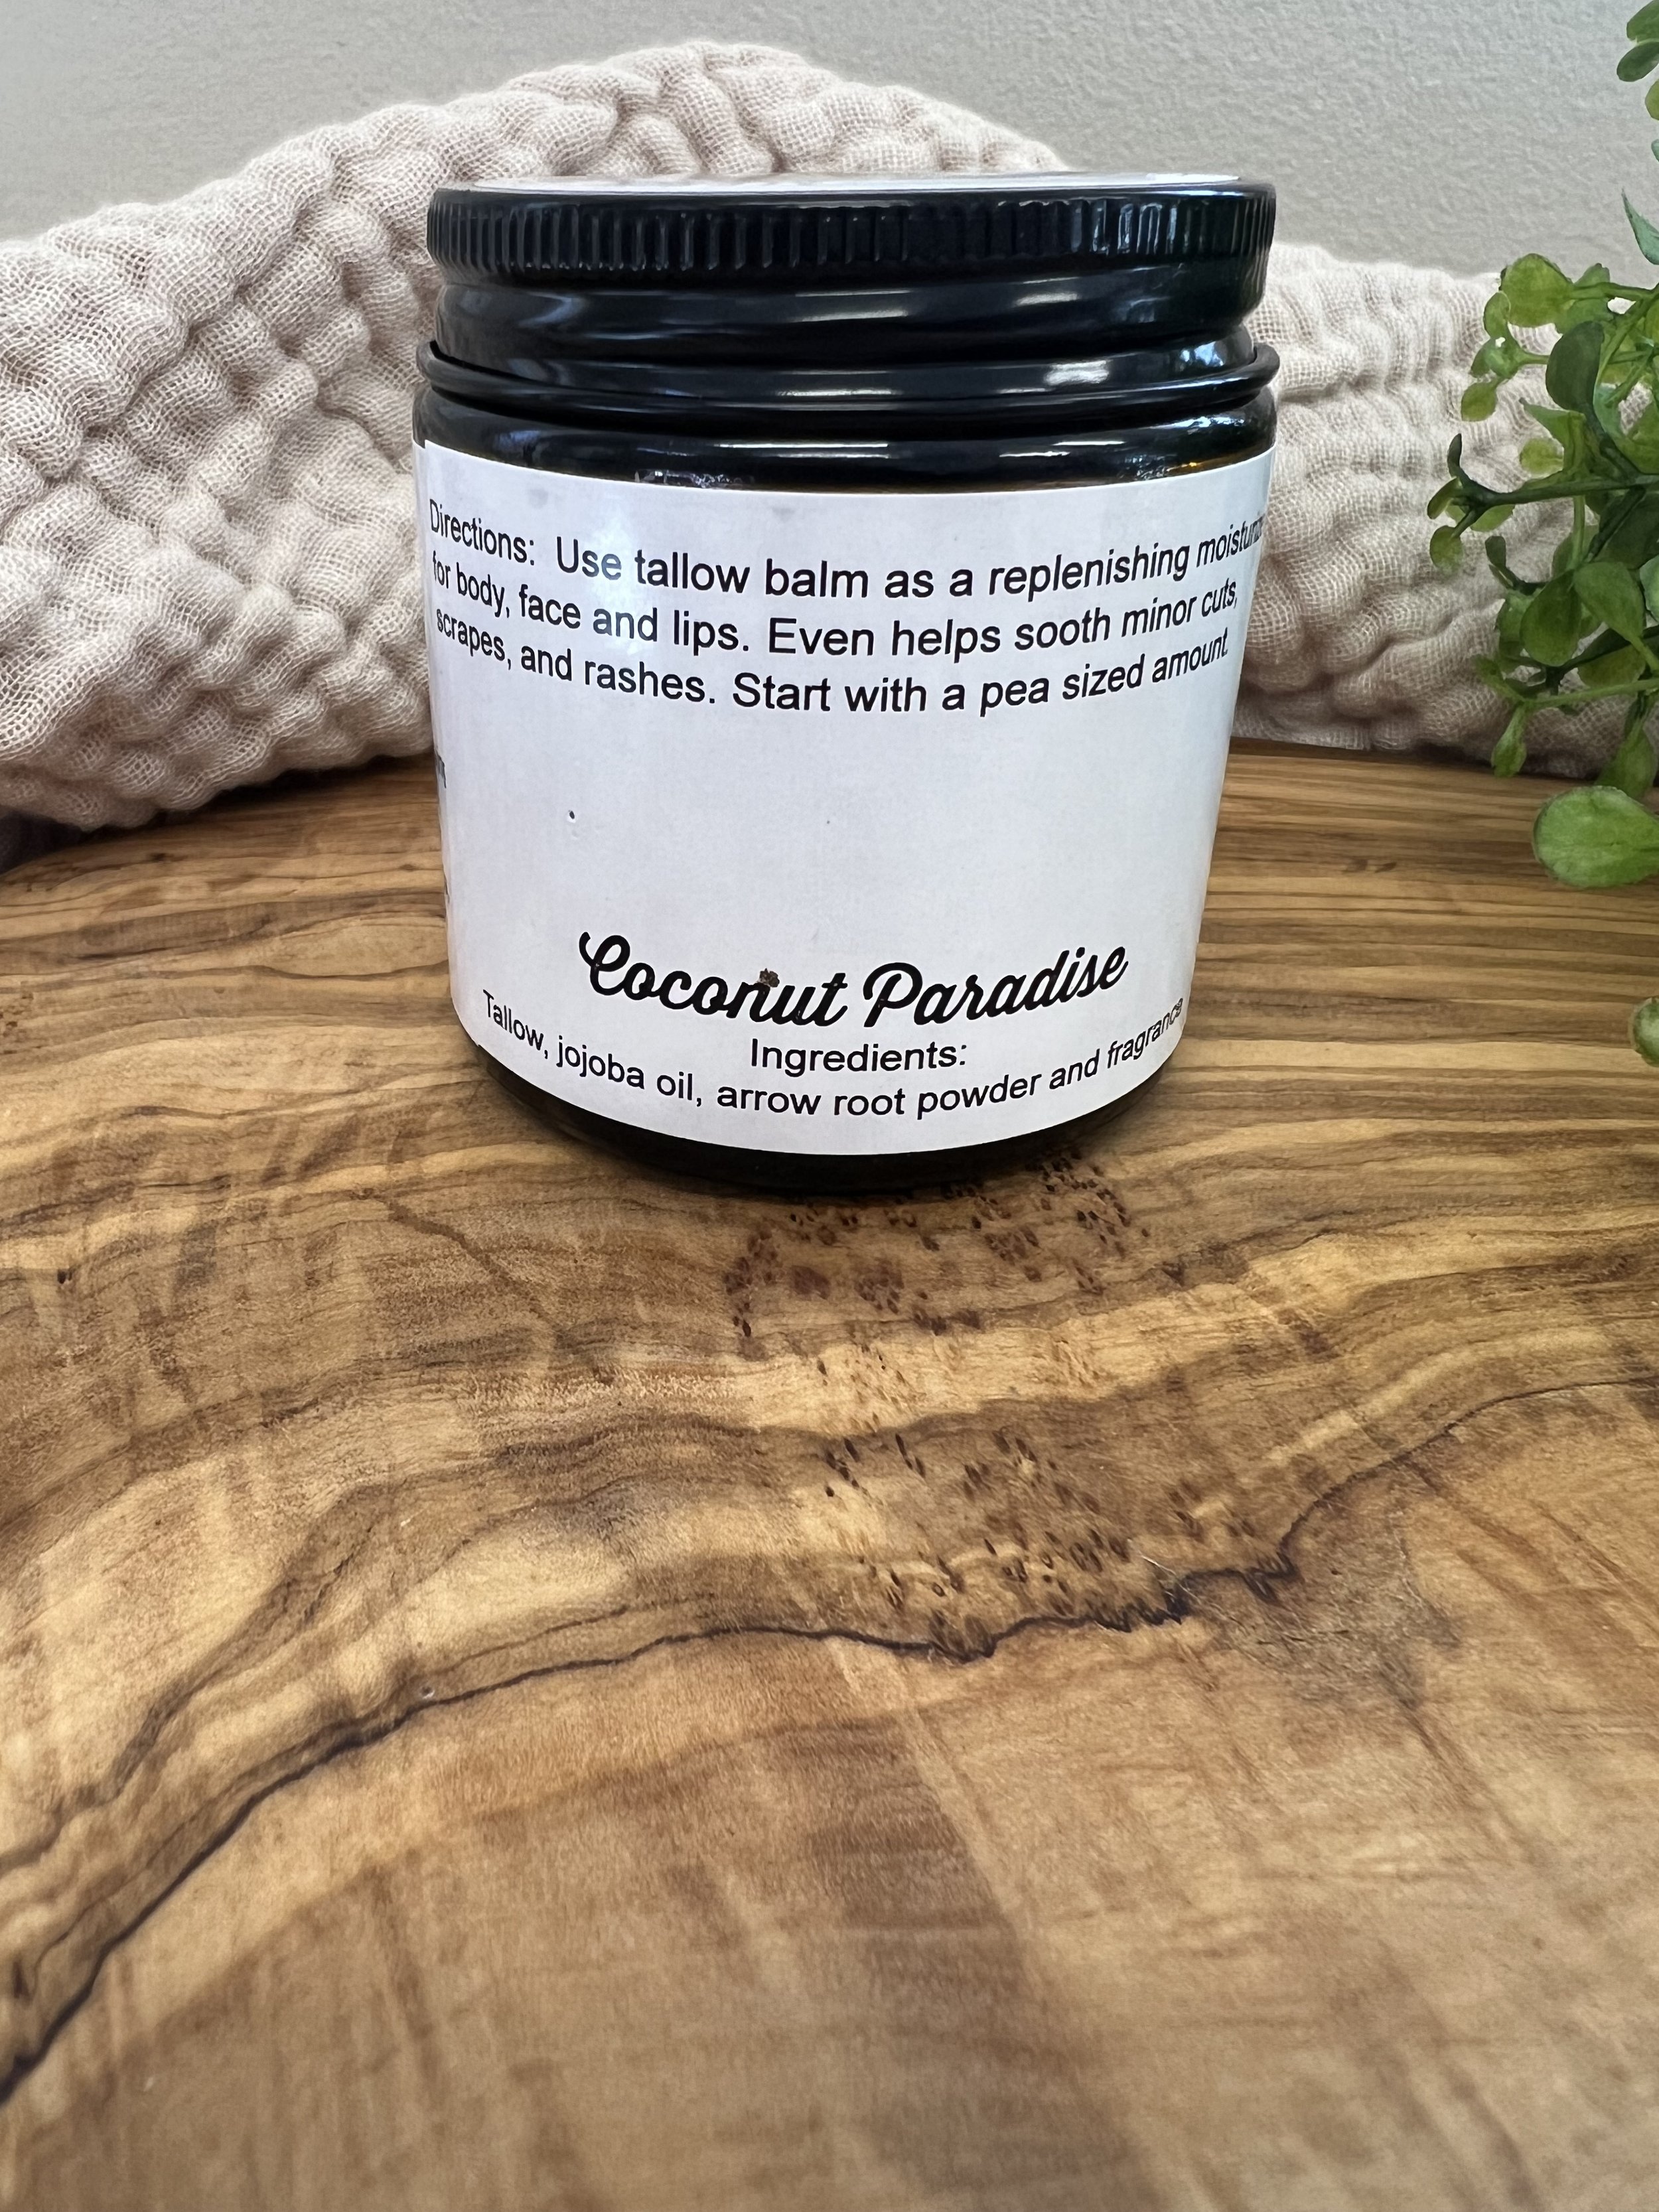 Directions: Use tallow balm as a replenishing
for body, face and lips. Even helps sooth minor cuts,
scrapes, and rashes. Start with a pea sized amount
Coconut Paradise
Ingredients:
Tallow, jojoba oil, arrow root powder and fragrance